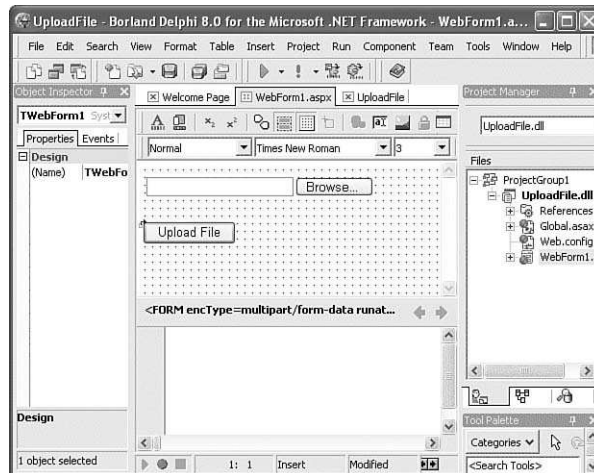 UploadFile - Borland Delphi 8.0 for the Microsoft .NET Framework - WebForm1.a...
File Edit Search View Format Table Insert Project Run Component Team Tools Window Help
Object Inspector
Welcome Page WebForm1.aspx UploadFile
Project Manager
TWebForm1 Syst
Properties Events
UploadFile.dll
Normal Times New Roman 3
Design
(Name) TWebFo
Files
Browse...
ProjectGroup1
UploadFile.dll
References
Upload File
Global.asax
Web.config
WebForm1.
<FORM encType=multipart/form-data runat...
Design
Tool Palette
Categories
1 object selected
1: 1 Insert Modified
<Search Tools>